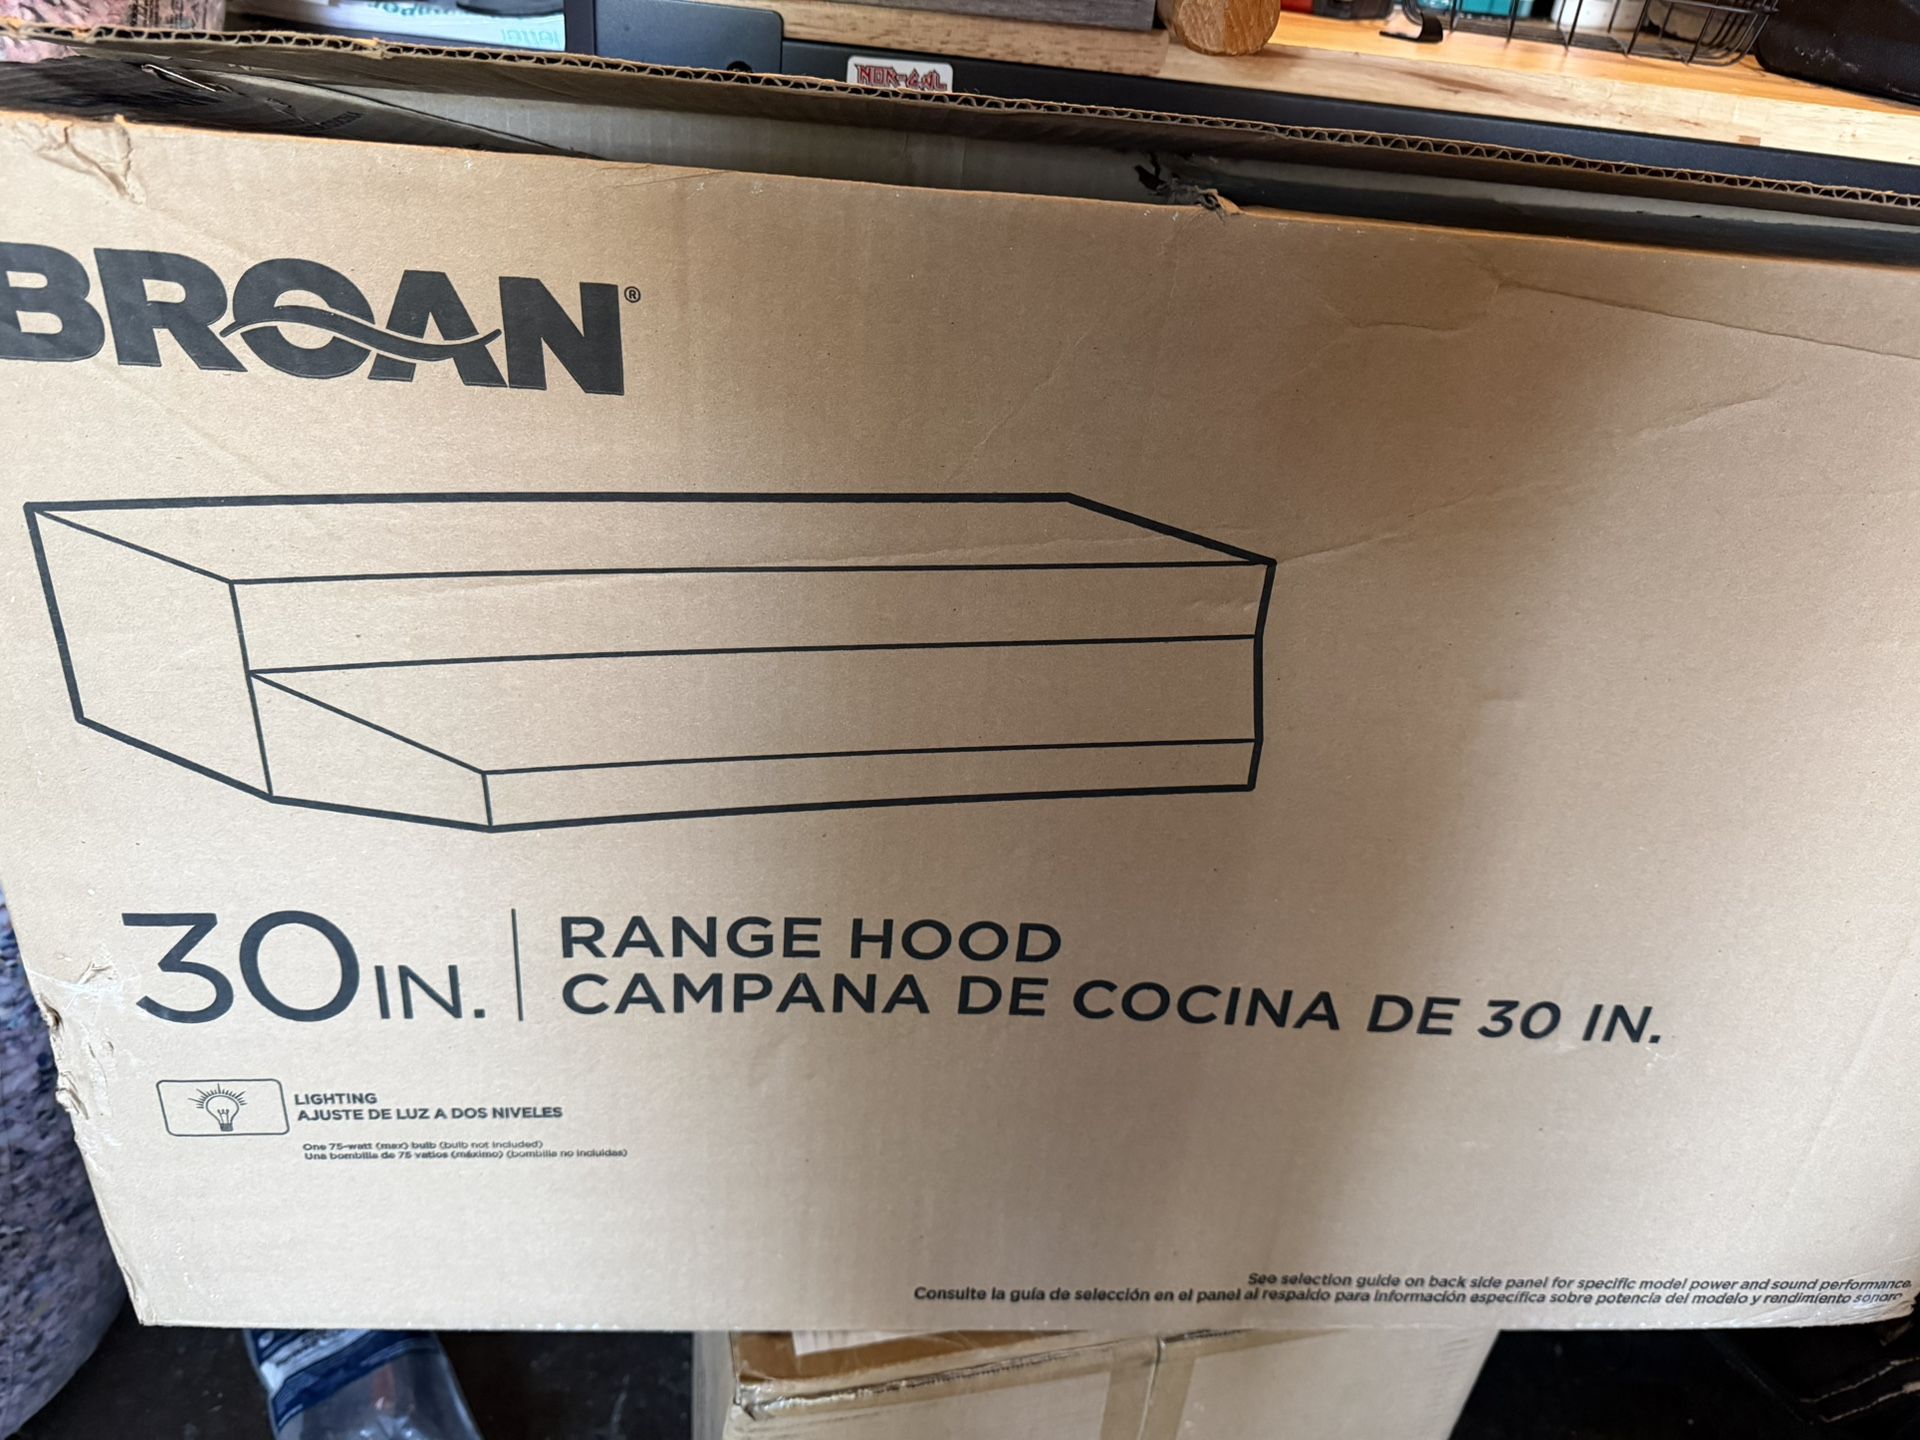 NOR-CAL
BROAN®
30 IN.
RANGE HOOD
CAMPANA DE COCINA DE 30 IN.
LIGHTING
AJUSTE DE LUZ A DOS NIVELES
One 75-watt (max) bulb (bulb not included)
Una bombilla de 75 vatios (máximo) (bombilla no incluidas)
See selection guide on back side panel for specific model power and sound performance.
Consulte la guía de selección en el panel al respaldo para información específica sobre potencia del modelo y rendimiento sonoro